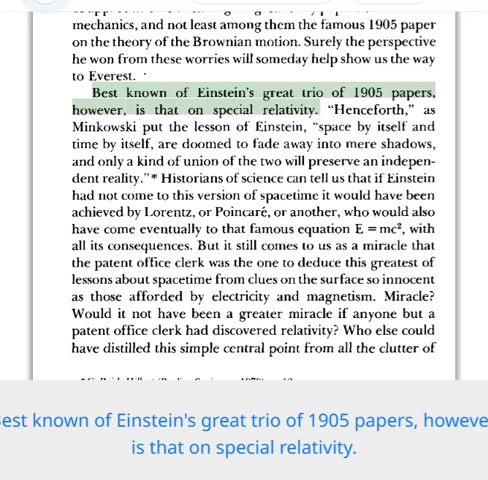 mechanics, and not least among them the famous 1905 paper
on the theory of the Brownian motion. Surely the perspective
he won from these worries will someday help show us the way
to Everest.
Best known of Einstein's great trio of 1905 papers,
however, is that on special relativity. "Henceforth," as
Minkowski put the lesson of Einstein, "space by itself and
time by itself, are doomed to fade away into mere shadows,
and only a kind of union of the two will preserve an indepen-
dent reality."* Historians of science can tell us that if Einstein
had not come to this version of spacetime it would have been
achieved by Lorentz, or Poincaré, or another, who would also
have come eventually to that famous equation E = mc², with
all its consequences. But it still comes to us as a miracle that
the patent office clerk was the one to deduce this greatest of
lessons about spacetime from clues on the surface so innocent
as those afforded by electricity and magnetism. Miracle?
Would it not have been a greater miracle if anyone but a
patent office clerk had discovered relativity? Who else could
have distilled this simple central point from all the clutter of
est known of Einstein's great trio of 1905 papers, howeve
is that on special relativity.